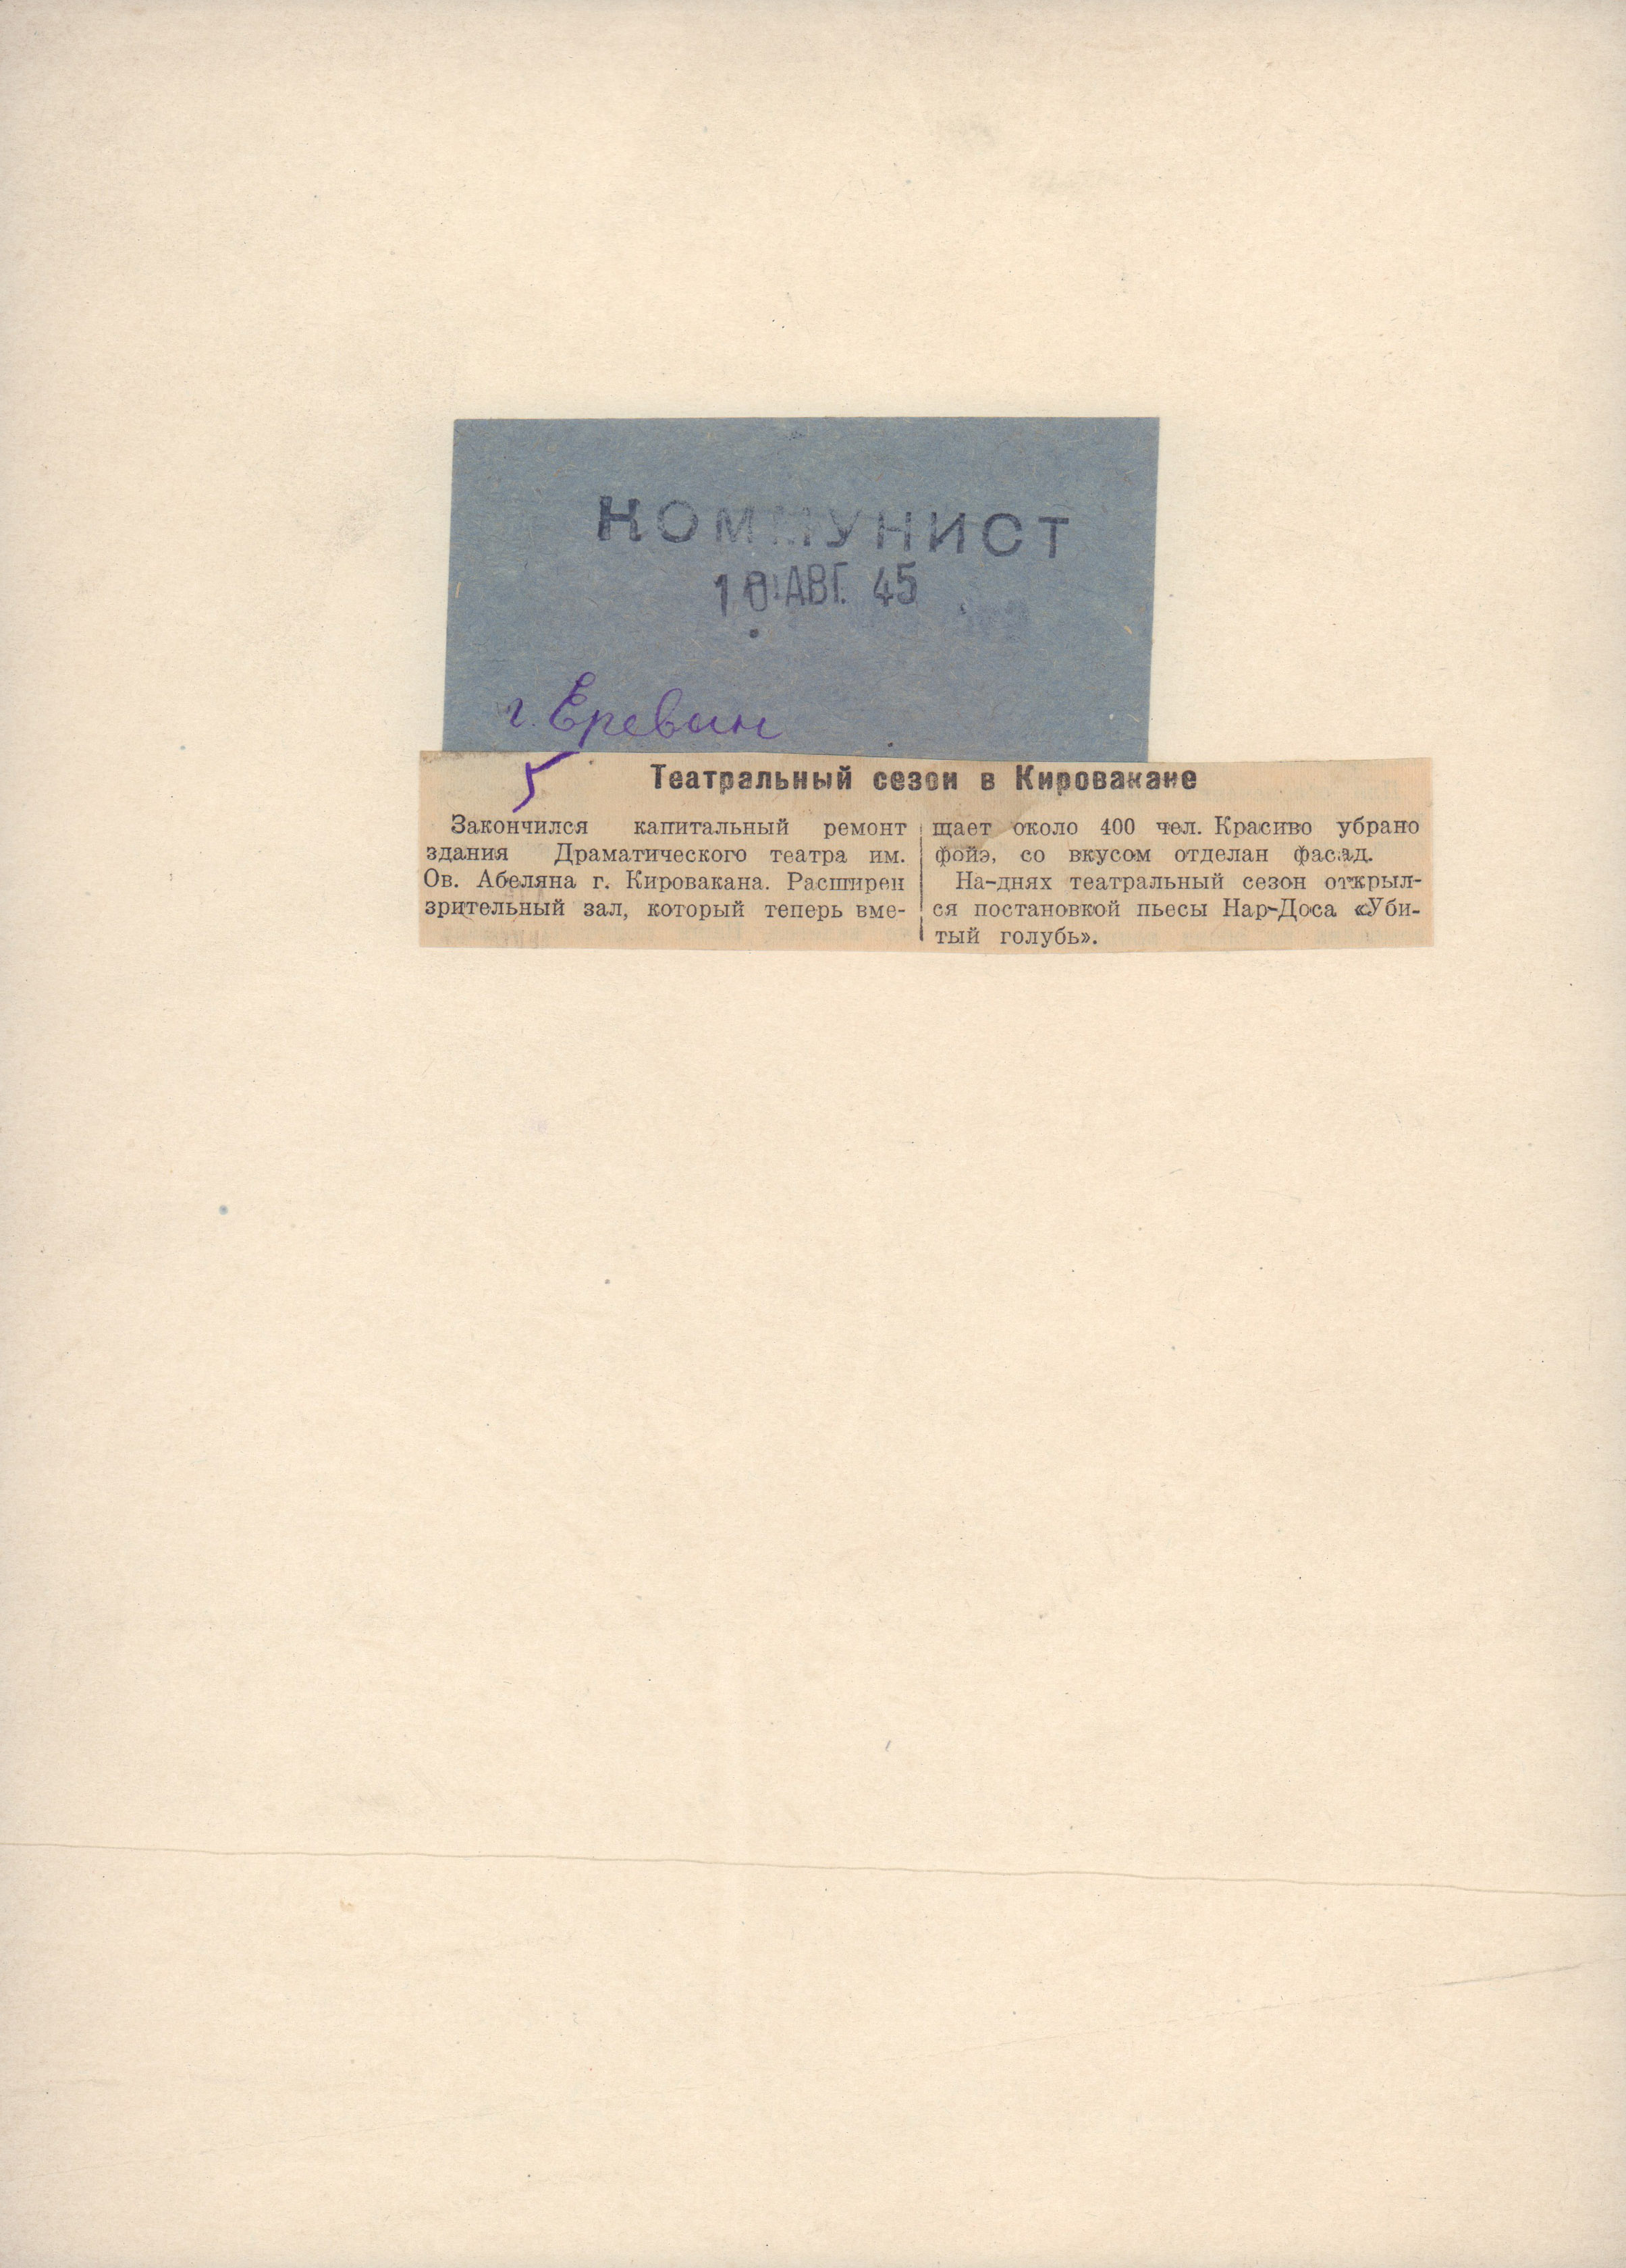 КОММУНИСТ
10 АВГ. 45
г. Ереван
5
Театральный сезон в Кировакане
Закончился капитальный ремонт
здания Драматического театра им.
Ов. Абеляна г. Кировакана. Расширен
зрительный зал, который теперь вме-
щает около 400 чел. Красиво убрано
фойэ, со вкусом отделан фасад.
На-днях театральный сезон открыл-
ся постановкой пьесы Нар-Доса «Уби-
тый голубь».